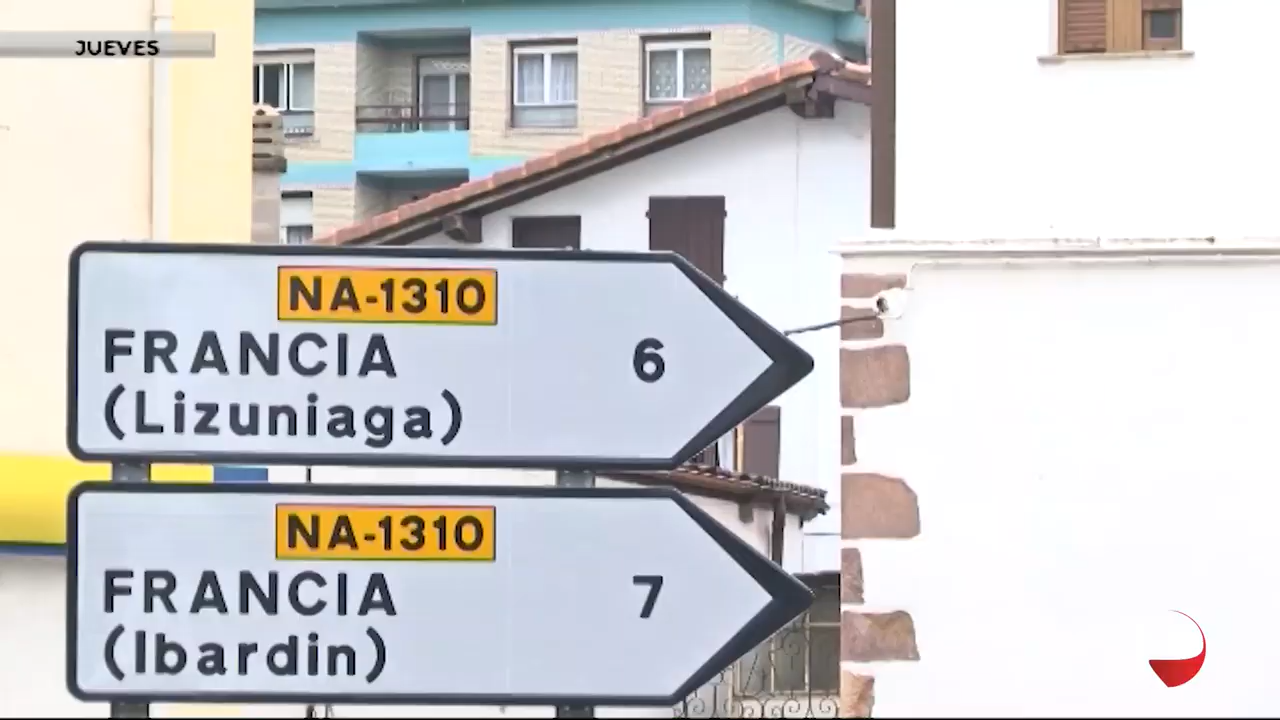 JUEVES
NA-1310
FRANCIA 6
(Lizuniaga)
NA-1310
FRANCIA 7
(Ibardin)